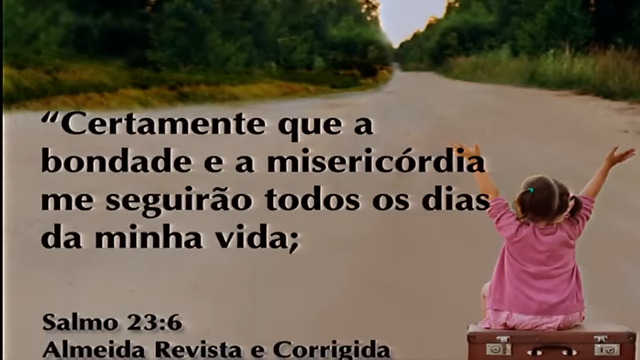 “Certamente que a
bondade e a misericórdia
me seguirão todos os dias
da minha vida;
Salmo 23:6
Almeida Revista e Corrigida